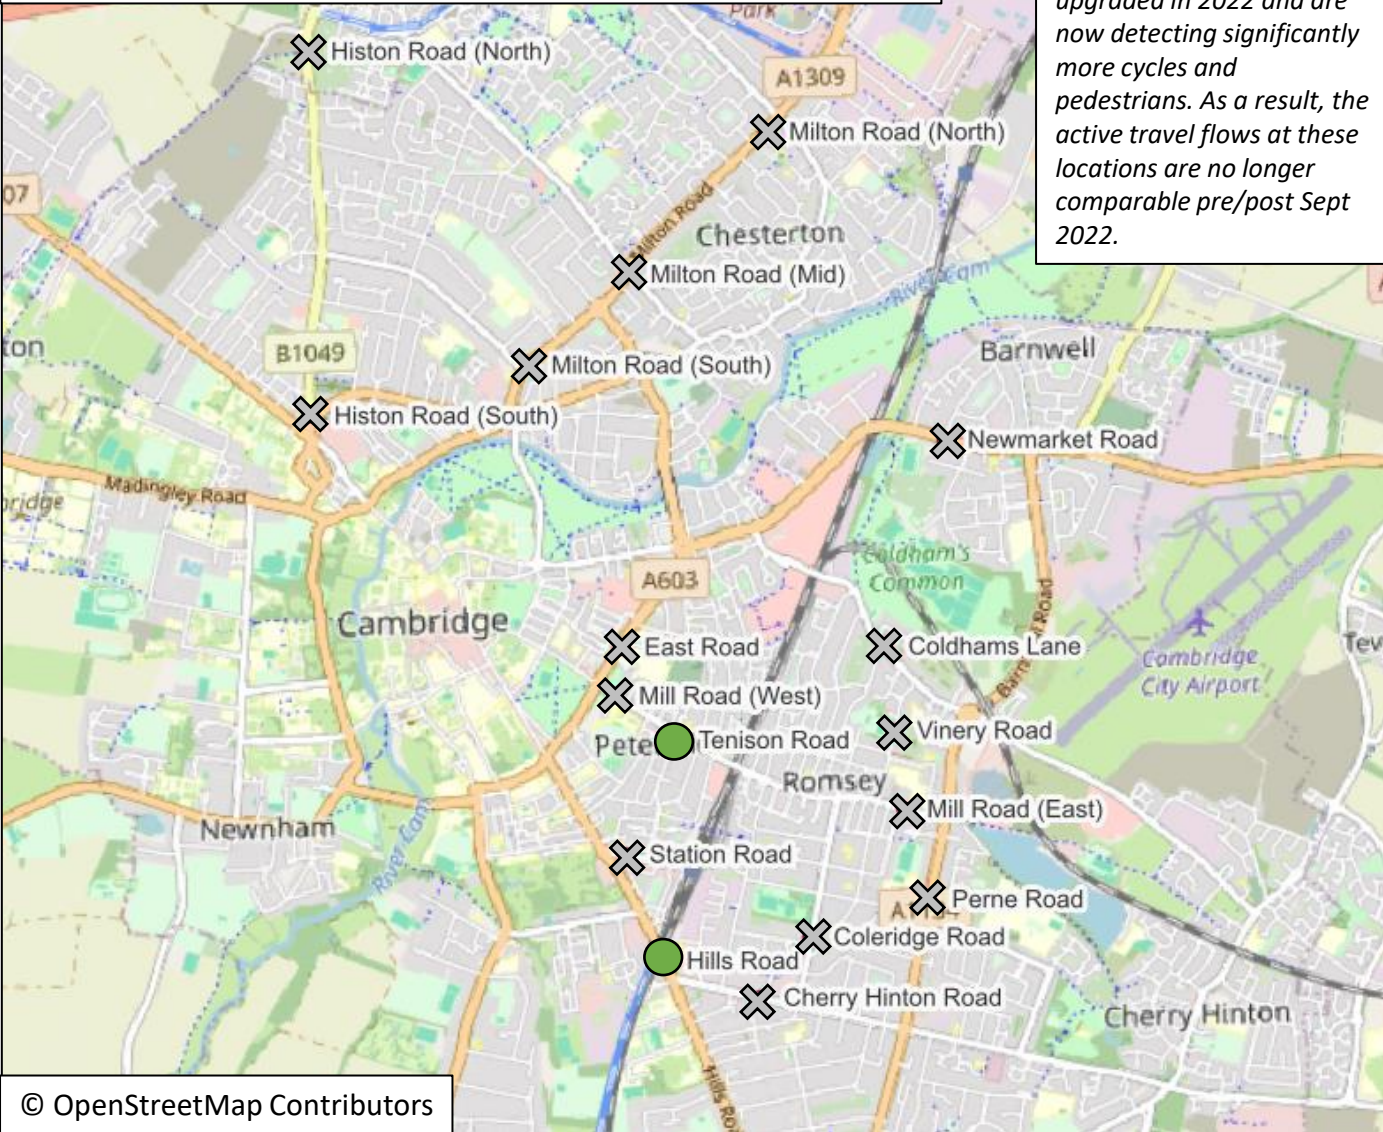 upgraded in 2022 and are
now detecting significantly
more cycles and
pedestrians. As a result, the
active travel flows at these
locations are no longer
comparable pre/post Sept
2022.
Park
Histon Road (North)
A1309
Milton Road (North)
07
Milton Road
Chesterton
Milton Road (Mid)
River Cam
ton
B1049
Barnwell
Milton Road (South)
Histon Road (South)
Newmarket Road
Madingley Road
bridge
Coldham's
Common
A603
Cambridge
Road
East Road
Coldhams Lane
Tev
Cambridge
City Airport
Mill Road (West)
Pete
Tenison Road
Vinery Road
Romsey
Mill Road (East)
Newnham
River Cam
Station Road
Perne Road
Coleridge Road
Hills Road
Cherry Hinton Road
Cherry Hinton
Hills Ro
© OpenStreetMap Contributors